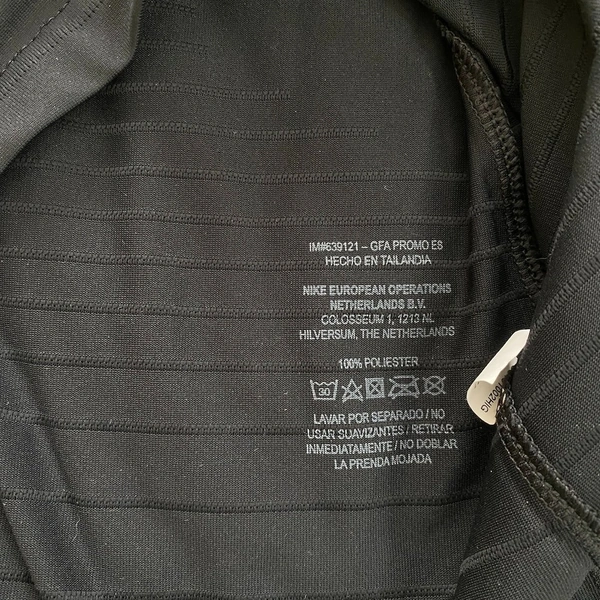 IM#639121 – GFA PROMO ES
HECHO EN TAILANDIA
NIKE EUROPEAN OPERATIONS
NETHERLANDS B.V.
COLOSSEUM 1, 1213 NL
HILVERSUM, THE NETHERLANDS
100% POLIESTER
30
LAVAR POR SEPARADO / NO
USAR SUAVIZANTES / RETIRAR
INMEDIATAMENTE / NO DOBLAR
LA PRENDA MOJADA